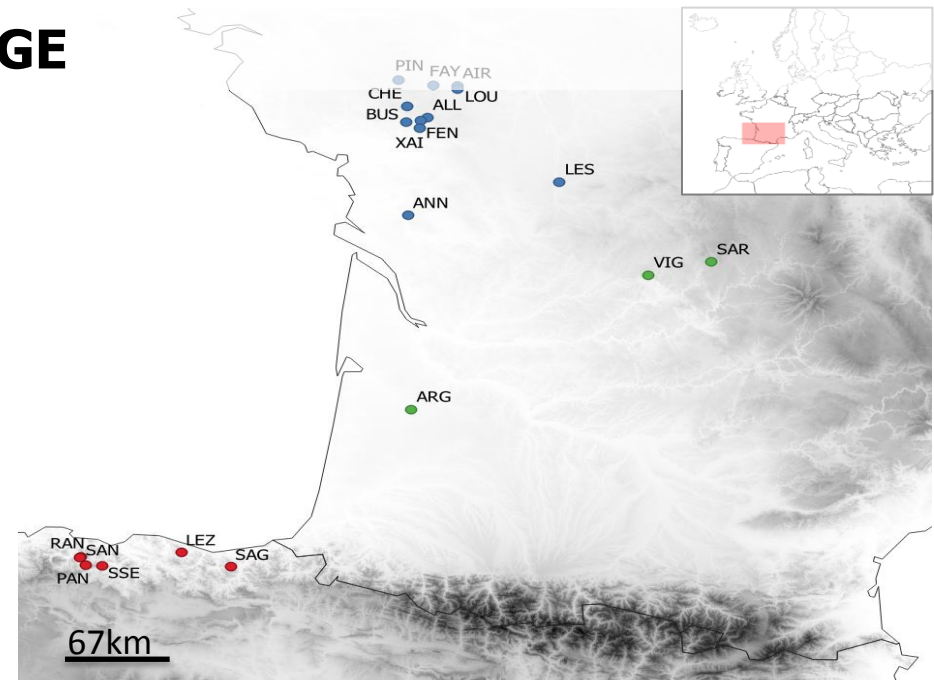 GE
PIN
FAY AIR
CHE
LOU
ALL
BUS
FEN
XAI
LES
ANN
SAR
VIG
ARG
LEZ
RAN SAN
SAG
SSE
PAN
67km